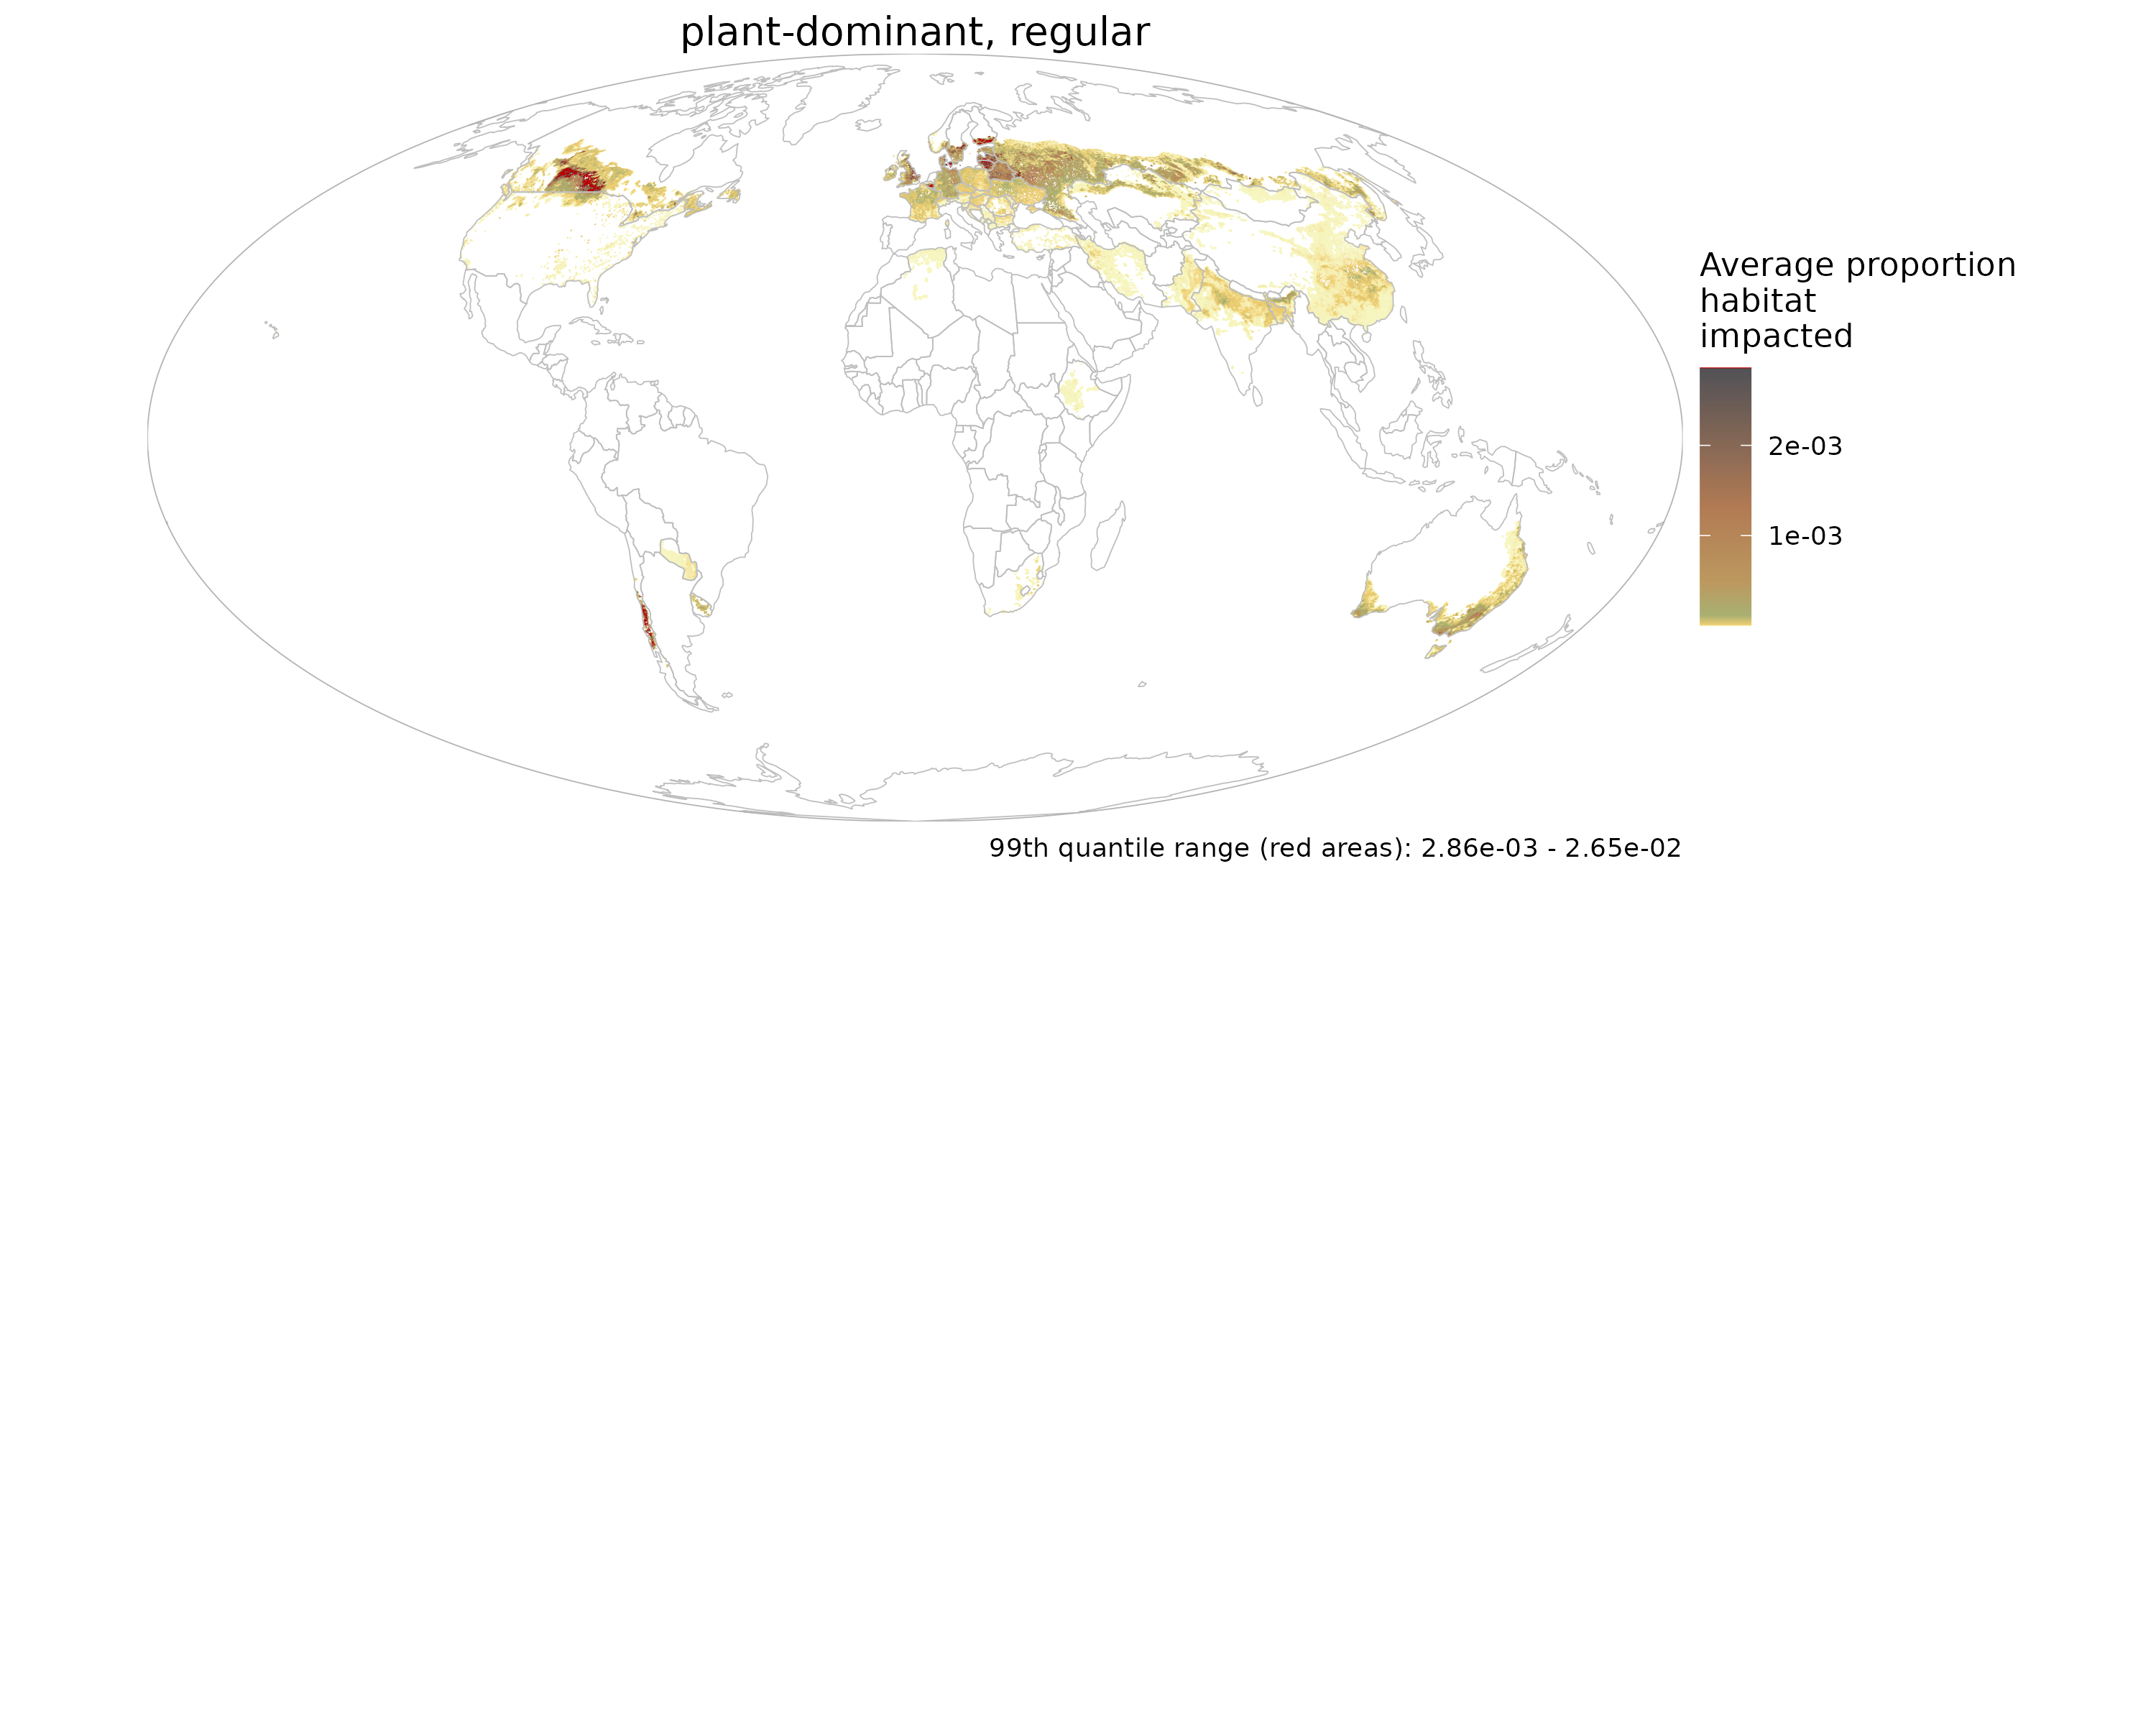 plant-dominant, regular
Average proportion
habitat
impacted
2e-03
1e-03
99th quantile range (red areas): 2.86e-03 - 2.65e-02